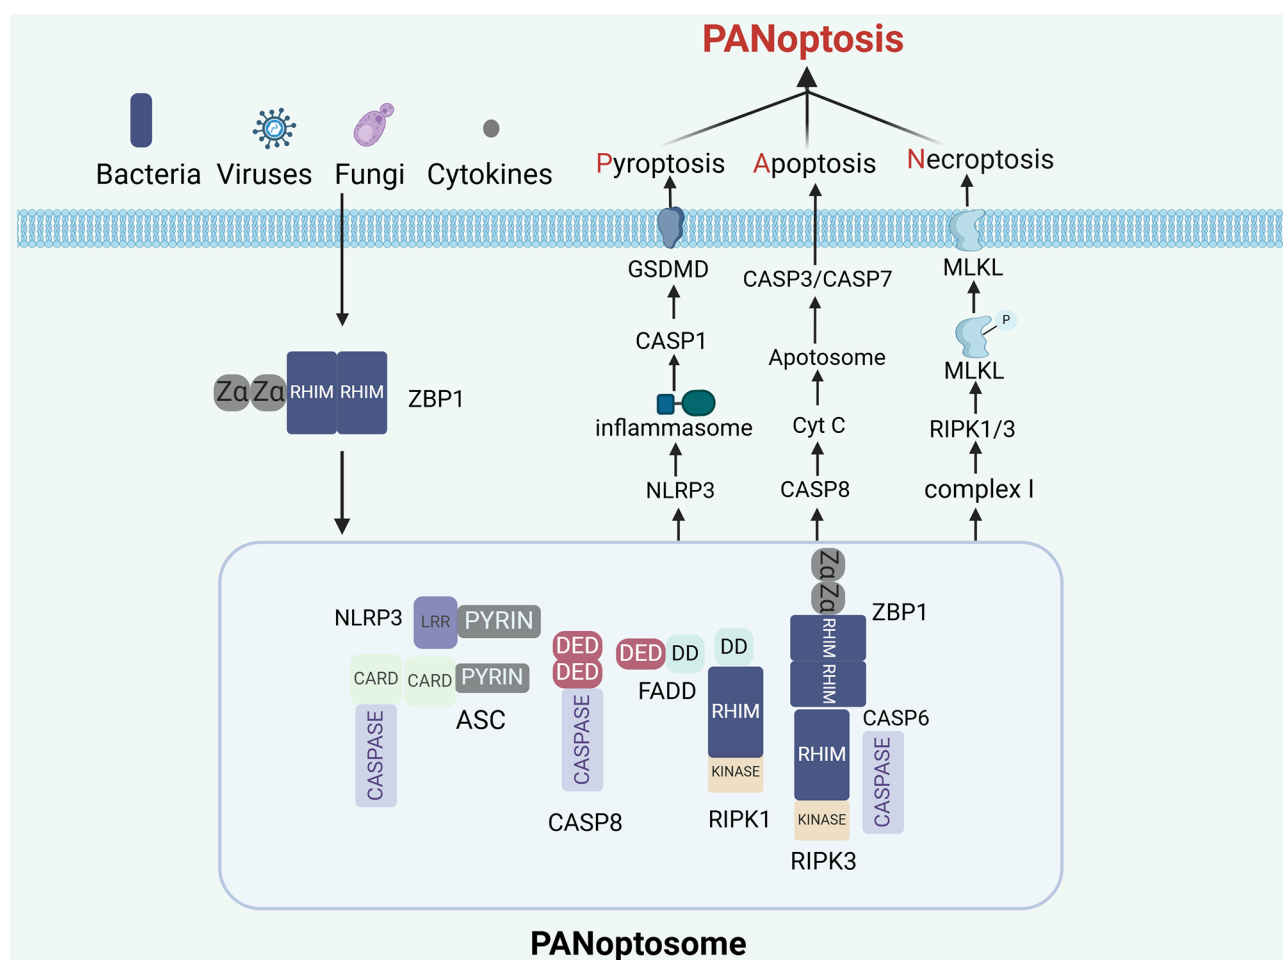 PANoptosis
Bacteria Viruses Fungi Cytokines
Pyroptosis Apoptosis Necroptosis
GSDMD
CASP3/CASP7
MLKL
P
CASP1
Apotosome
MLKL
Zα Zα RHIM RHIM ZBP1
inflammasome
Cyt C
RIPK1/3
NLRP3
CASP8
complex I
Zα
Zα
ZBP1
RHIM
RHIM
NLRP3 LRR PYRIN
CARD CARD PYRIN
ASC
CASPASE
DED
DED
CASPASE
CASP8
DED DD
FADD
DD
RHIM
KINASE
RIPK1
RHIM
KINASE
RIPK3
CASP6
CASPASE
PANoptosome